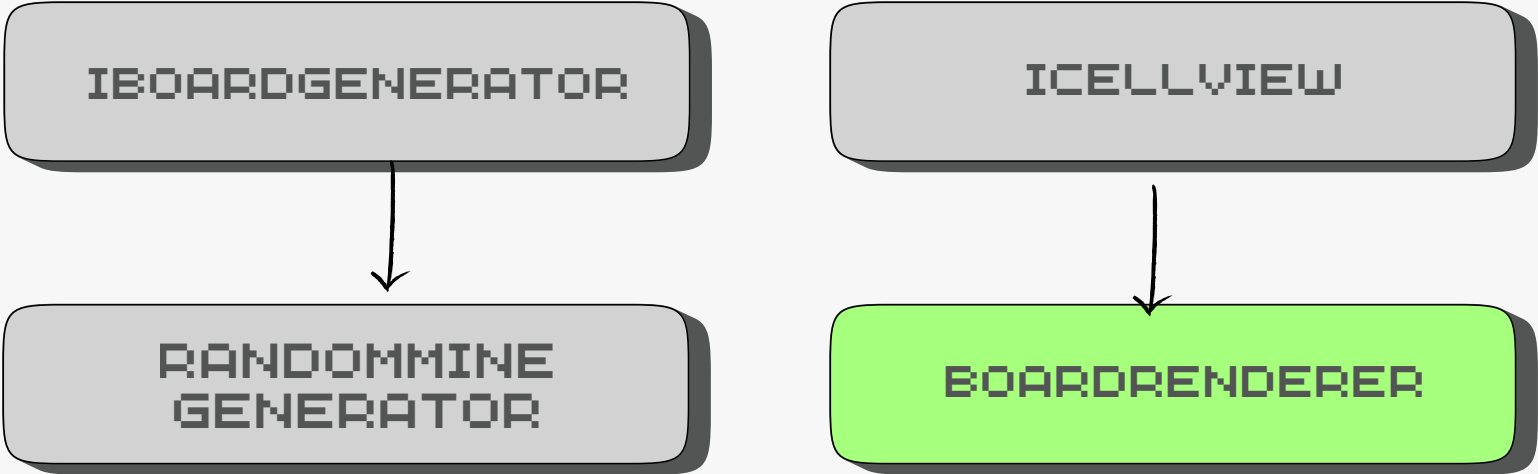 IBOARDGENERATOR
ICELLVIEW
RANDOMMINE
GENERATOR
BOARDRENDERER